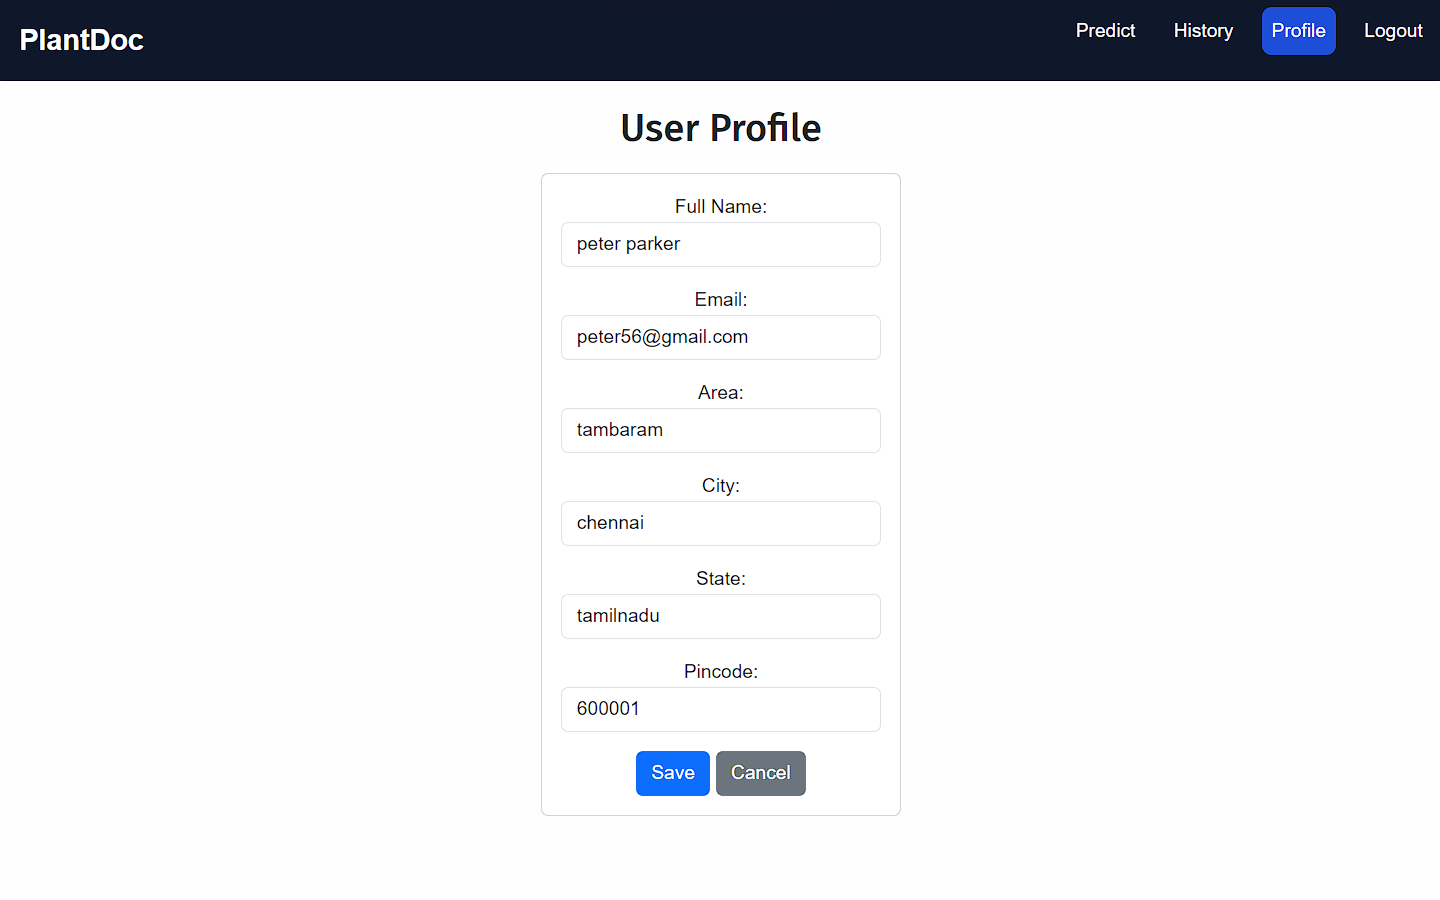 PlantDoc
Predict History Profile Logout
User Profile
Full Name:
peter parker
Email:
peter56@gmail.com
Area:
tambaram
City:
chennai
State:
tamilnadu
Pincode:
600001
Save Cancel